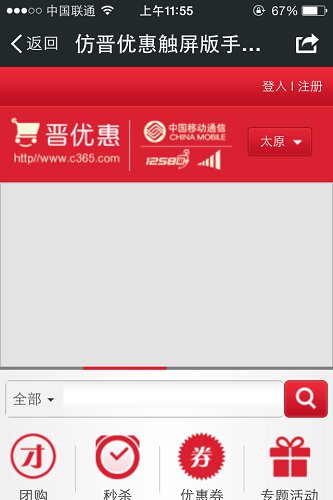 中国联通 上午11:55 67%
返回 仿晋优惠触屏版手...
登入 | 注册
晋优惠
http//www.c365.com
中国移动通信
CHINA MOBILE
12580
太原
全部
团购 秒杀 优惠券 专题活动